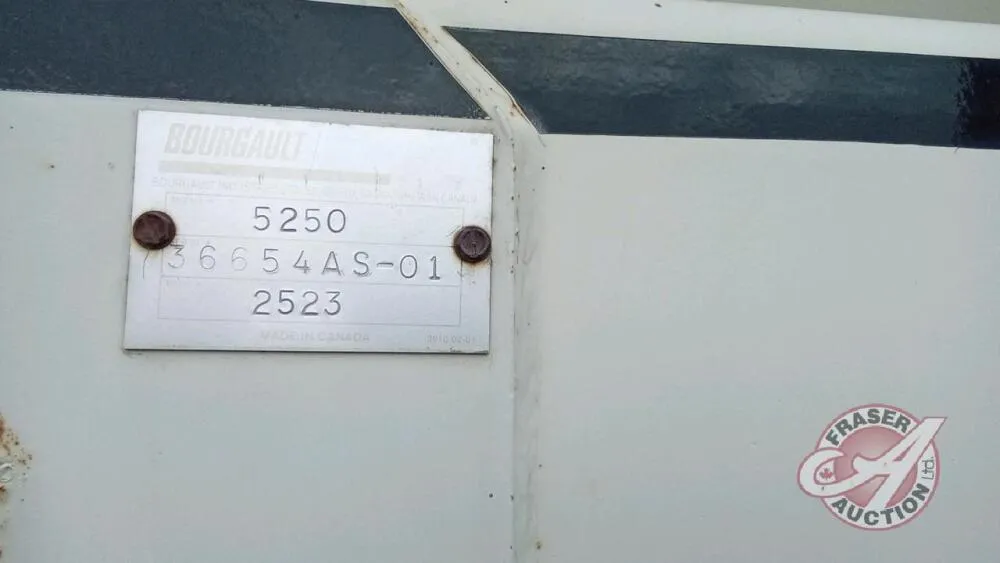 BOURGAULT
5250
36654AS-01
2523
MADE IN CANADA
FRASER
AUCTION Ltd.